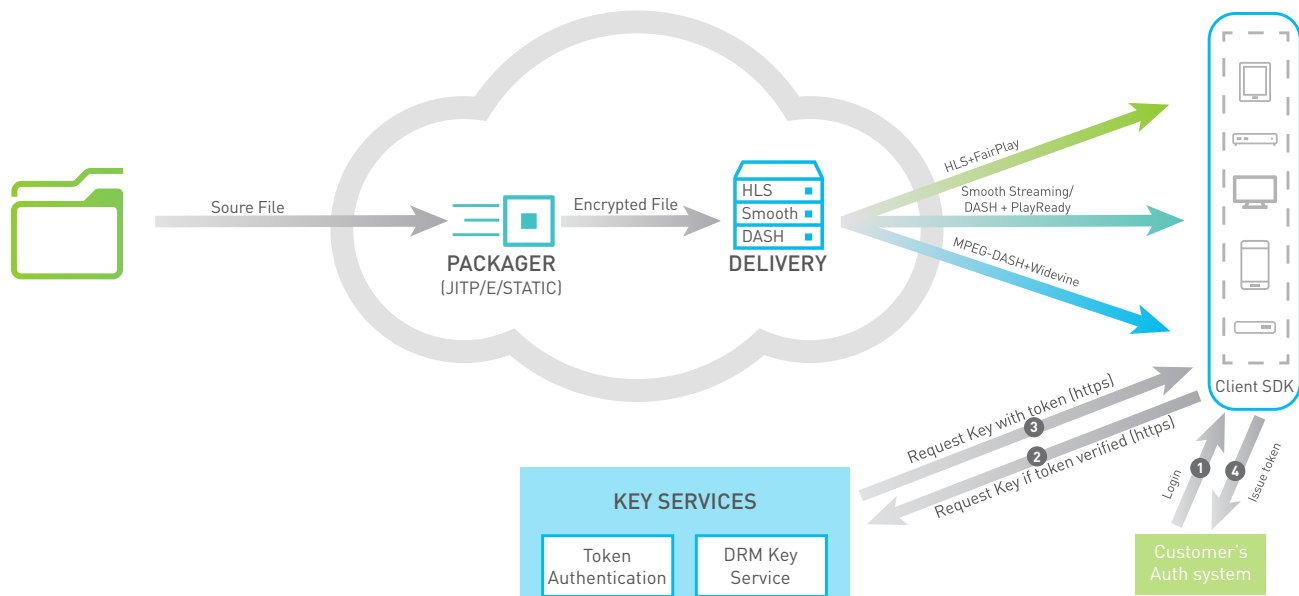 Soure File
PACKAGER
(JITP/E/STATIC)
Encrypted File
HLS
Smooth
DASH
DELIVERY
HLS+FairPlay
Smooth Streaming/
DASH + PlayReady
MPEG-DASH+Widevine
Client SDK
Request Key with token (https)
3
2
Request Key if token verified (https)
Login
1
4
Issue token
KEY SERVICES
Token
Authentication
DRM Key
Service
Customer's
Auth system